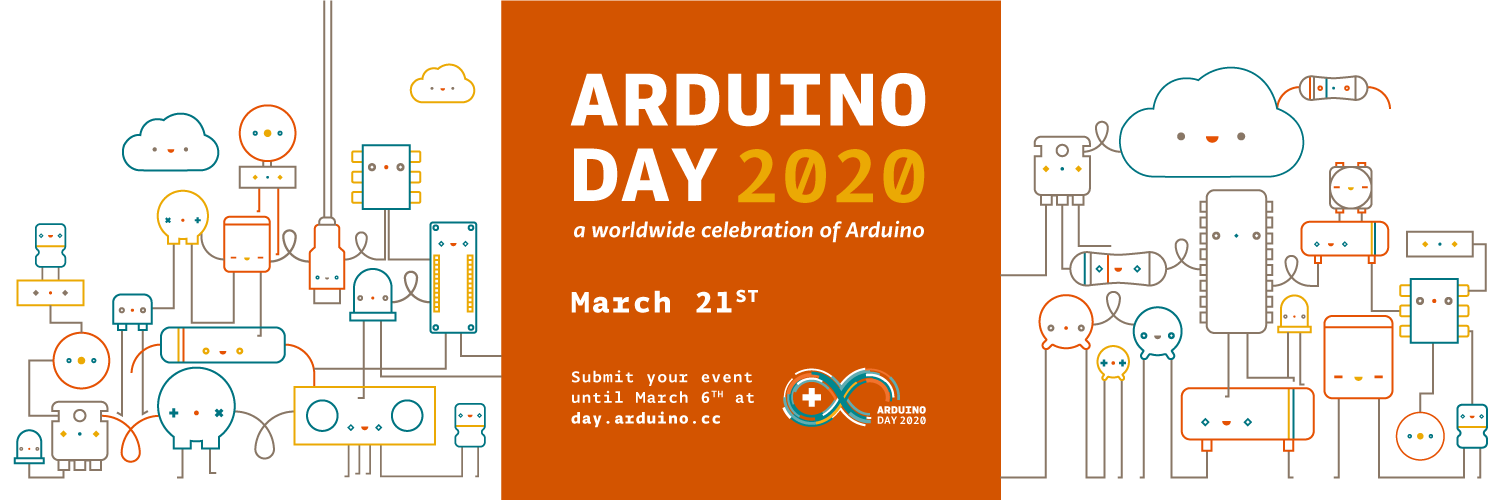 ARDUINO
DAY 2020
a worldwide celebration of Arduino
March 21ST
Submit your event
until March 6TH at
day.arduino.cc
ARDUINO
DAY 2020